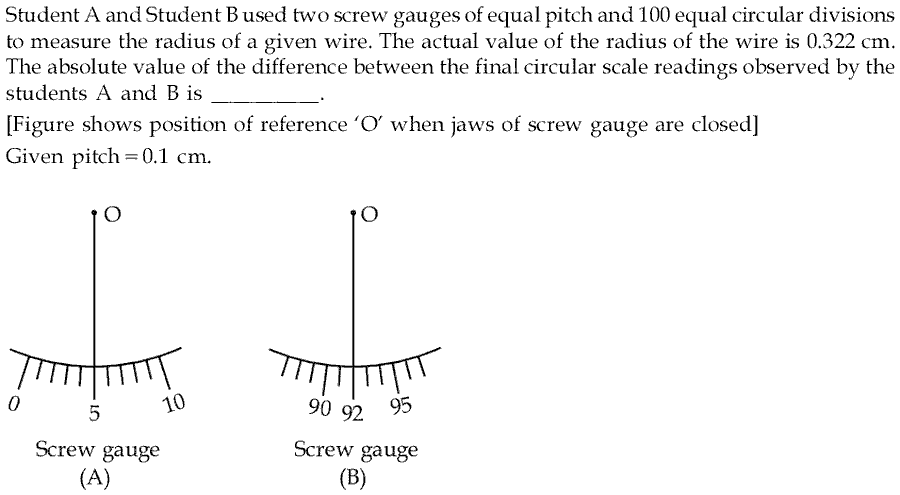 Student A and Student B used two screw gauges of equal pitch and 100 equal circular divisions
to measure the radius of a given wire. The actual value of the radius of the wire is 0.322 cm.
The absolute value of the difference between the final circular scale readings observed by the
students A and B is __________.
[Figure shows position of reference ‘O’ when jaws of screw gauge are closed]
Given pitch = 0.1 cm.
O O
0 5 10 90 92 95
Screw gauge Screw gauge
(A) (B)